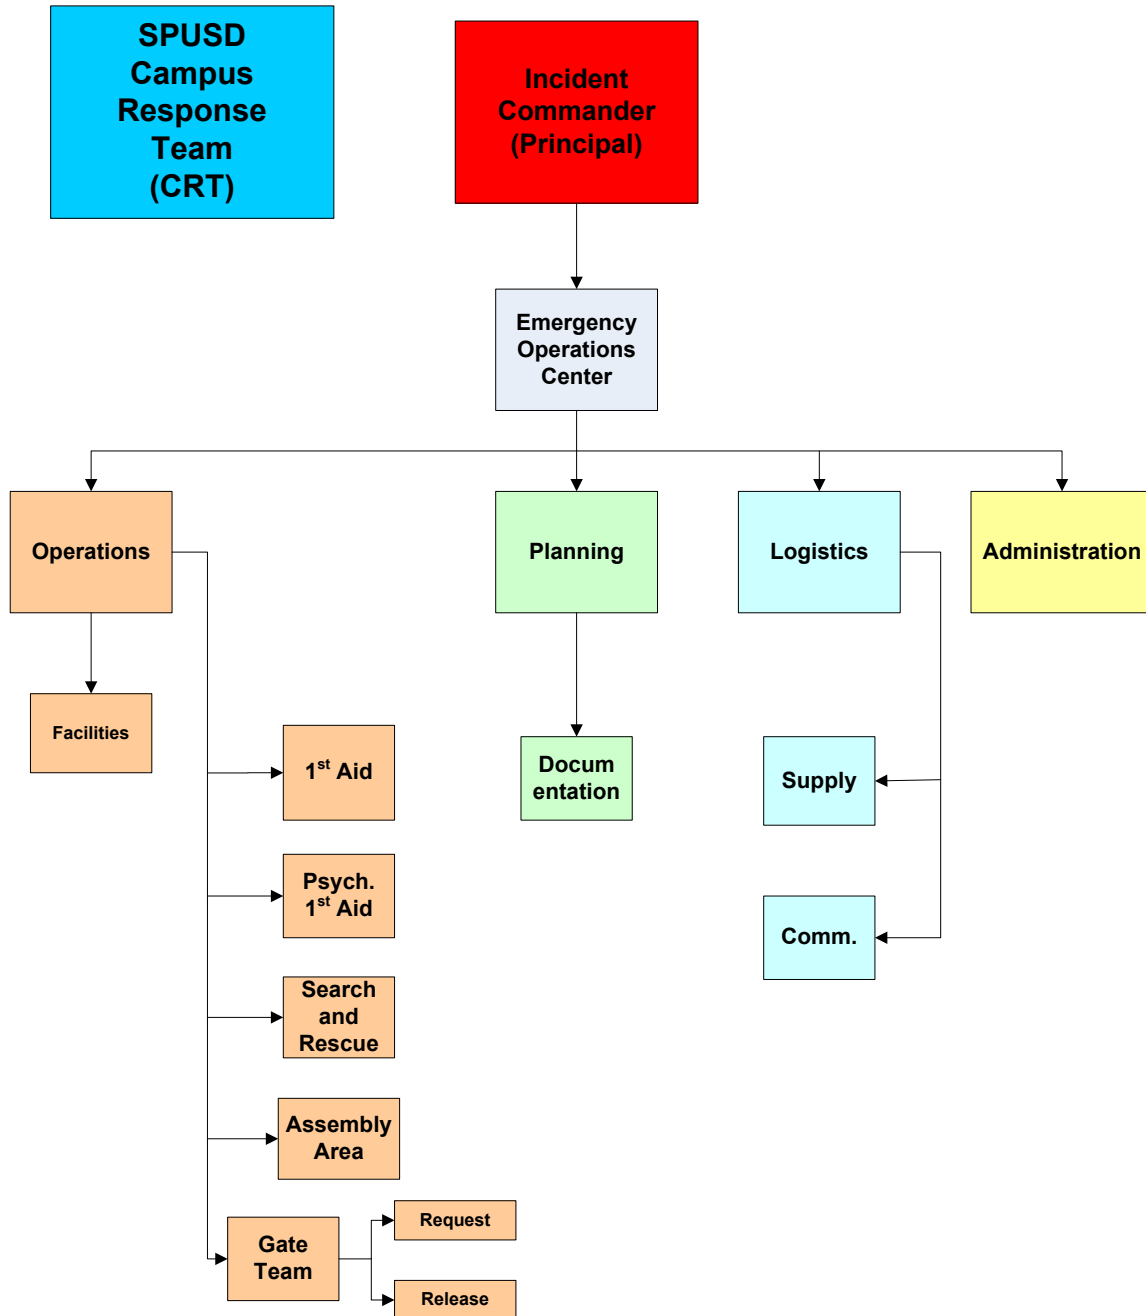 SPUSD
Campus
Response
Team
(CRT)
Incident
Commander
(Principal)
Emergency
Operations
Center
Operations
Planning
Logistics
Administration
Facilities
1st Aid
Docum
entation
Supply
Psych.
1st Aid
Comm.
Search
and
Rescue
Assembly
Area
Gate
Team
Request
Release